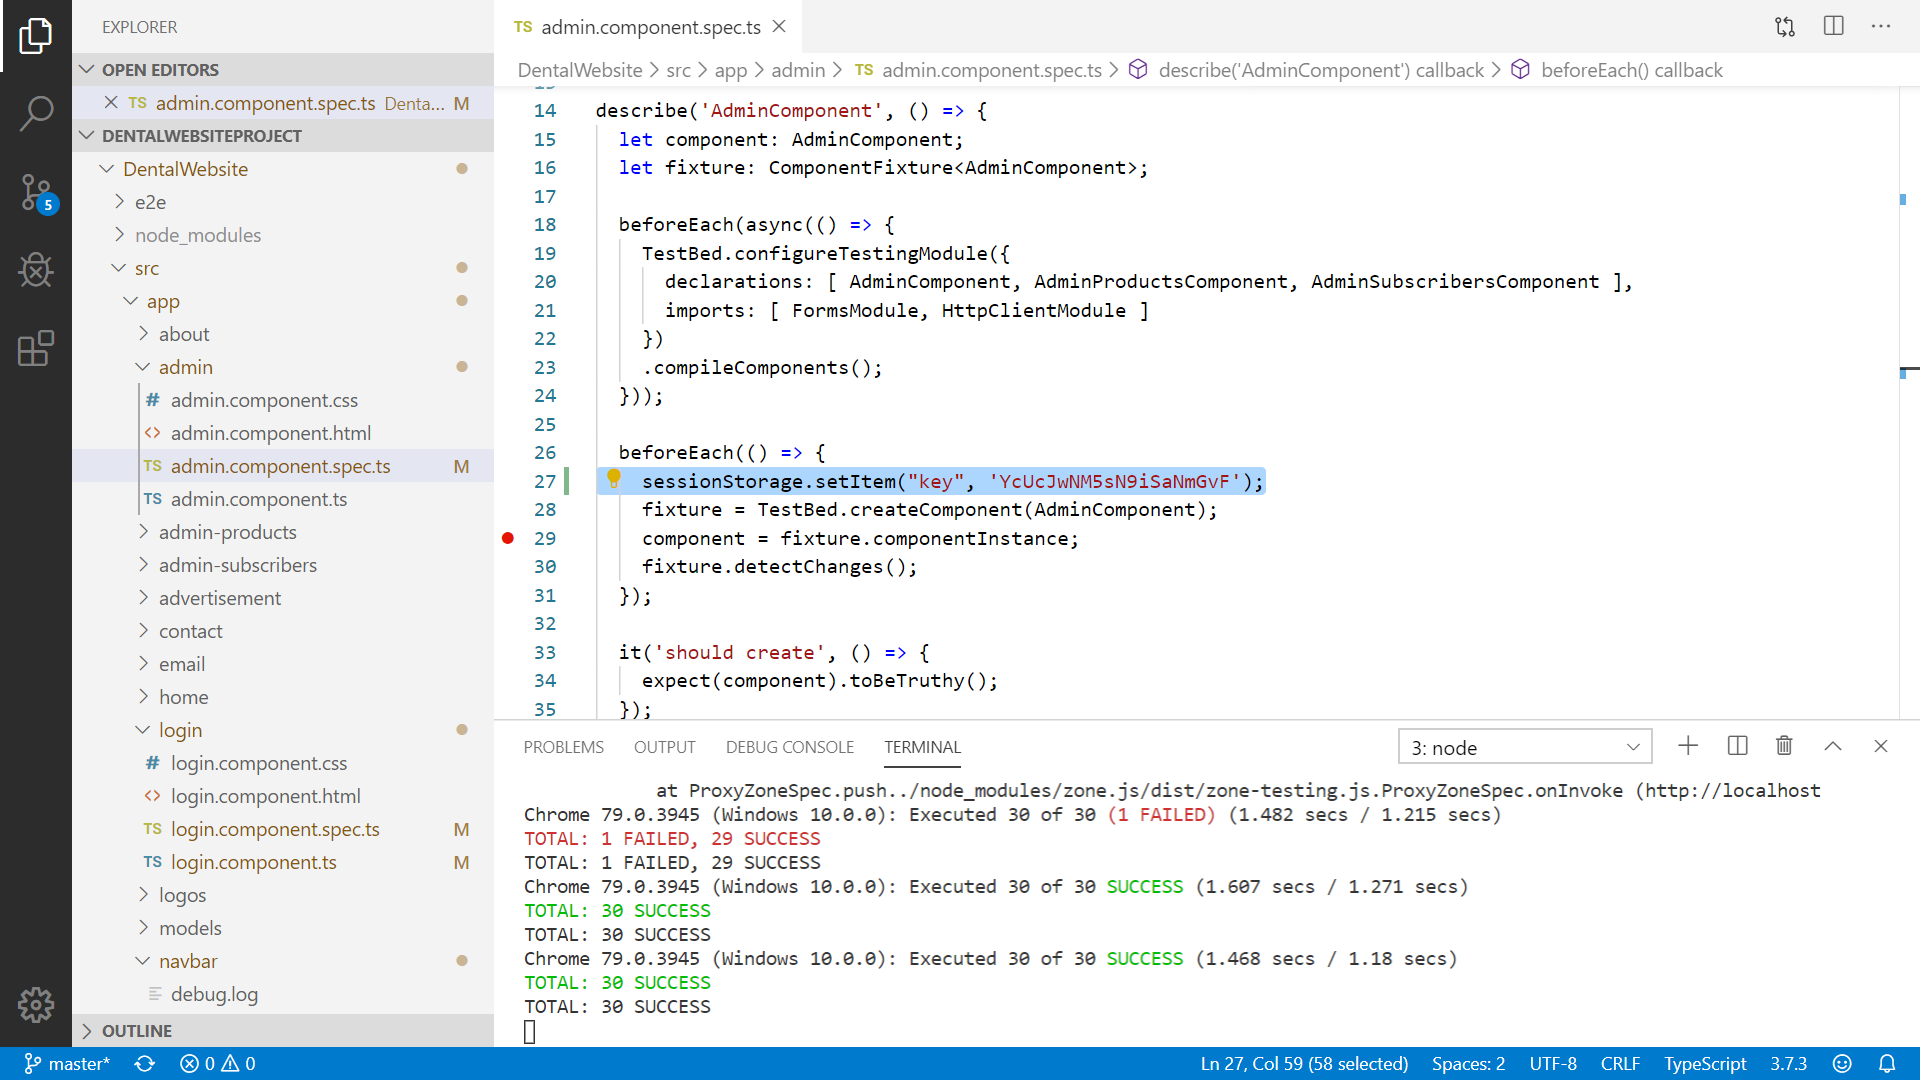 EXPLORER
OPEN EDITORS
TS admin.component.spec.ts Denta... M
DENTALWEBSITEPROJECT
DentalWebsite
e2e
node_modules
src
app
about
admin
# admin.component.css
<> admin.component.html
TS admin.component.spec.ts M
TS admin.component.ts
admin-products
admin-subscribers
advertisement
contact
email
home
login
# login.component.css
<> login.component.html
TS login.component.spec.ts M
TS login.component.ts M
logos
models
navbar
debug.log
OUTLINE
5
TS admin.component.spec.ts
DentalWebsite > src > app > admin > TS admin.component.spec.ts > describe('AdminComponent') callback > beforeEach() callback
14 describe('AdminComponent', () => {
15 let component: AdminComponent;
16 let fixture: ComponentFixture<AdminComponent>;
17
18 beforeEach(async(() => {
19 TestBed.configureTestingModule({
20 declarations: [ AdminComponent, AdminProductsComponent, AdminSubscribersComponent ],
21 imports: [ FormsModule, HttpClientModule ]
22 })
23 .compileComponents();
24 }));
25
26 beforeEach(() => {
27 sessionStorage.setItem("key", 'YcUcJwNM5sN9iSaNmGvF');
28 fixture = TestBed.createComponent(AdminComponent);
29 component = fixture.componentInstance;
30 fixture.detectChanges();
31 });
32
33 it('should create', () => {
34 expect(component).toBeTruthy();
35 });
PROBLEMS OUTPUT DEBUG CONSOLE TERMINAL 3: node
at ProxyZoneSpec.push../node_modules/zone.js/dist/zone-testing.js.ProxyZoneSpec.onInvoke (http://localhost
Chrome 79.0.3945 (Windows 10.0.0): Executed 30 of 30 (1 FAILED) (1.482 secs / 1.215 secs)
TOTAL: 1 FAILED, 29 SUCCESS
TOTAL: 1 FAILED, 29 SUCCESS
Chrome 79.0.3945 (Windows 10.0.0): Executed 30 of 30 SUCCESS (1.607 secs / 1.271 secs)
TOTAL: 30 SUCCESS
TOTAL: 30 SUCCESS
Chrome 79.0.3945 (Windows 10.0.0): Executed 30 of 30 SUCCESS (1.468 secs / 1.18 secs)
TOTAL: 30 SUCCESS
TOTAL: 30 SUCCESS
master* 0 0 Ln 27, Col 59 (58 selected) Spaces: 2 UTF-8 CRLF TypeScript 3.7.3